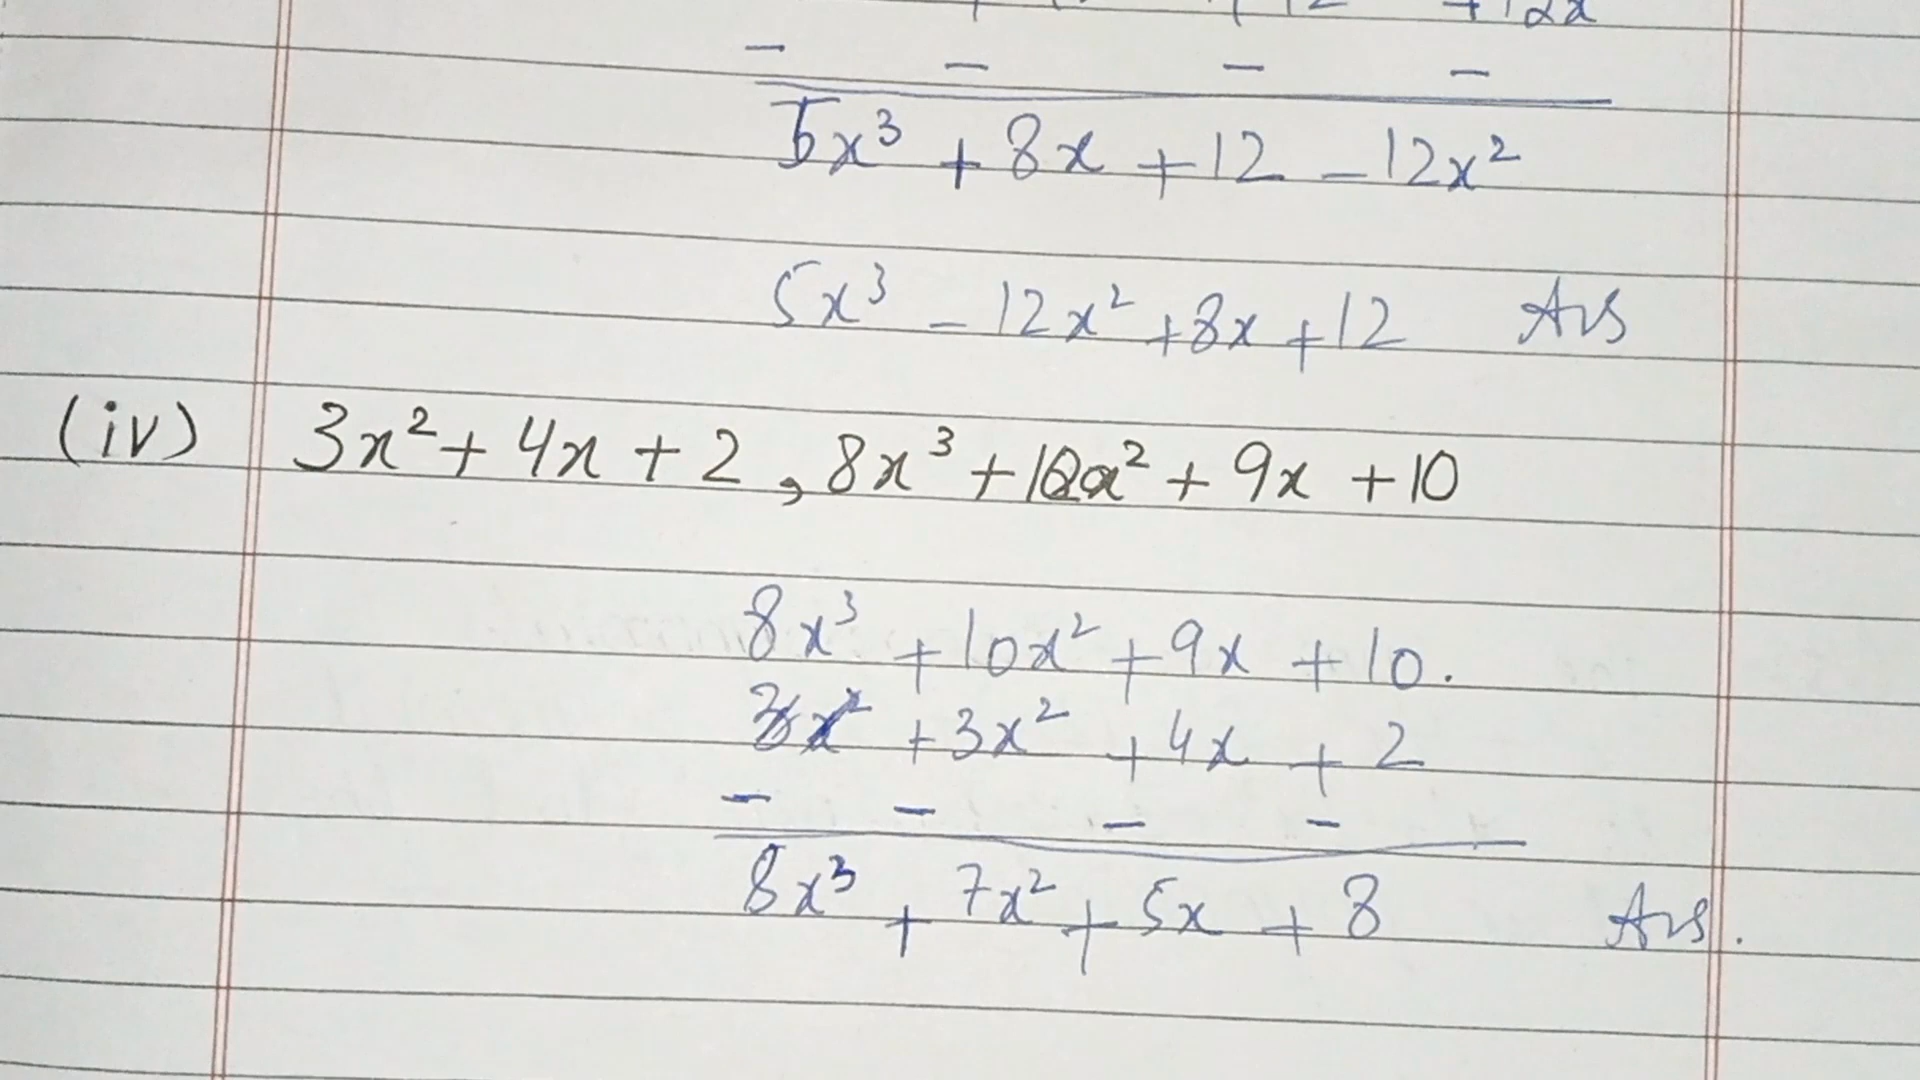 +12x
- - - -
5x³ + 8x + 12 - 12x²
5x³ - 12x² + 8x + 12 Ans
(iv) 3x² + 4x + 2 , 8x³ + 10x² + 9x + 10
8x³ + 10x² + 9x + 10.
+ 3x² + 4x + 2
- - - -
8x³ + 7x² + 5x + 8 Ans.